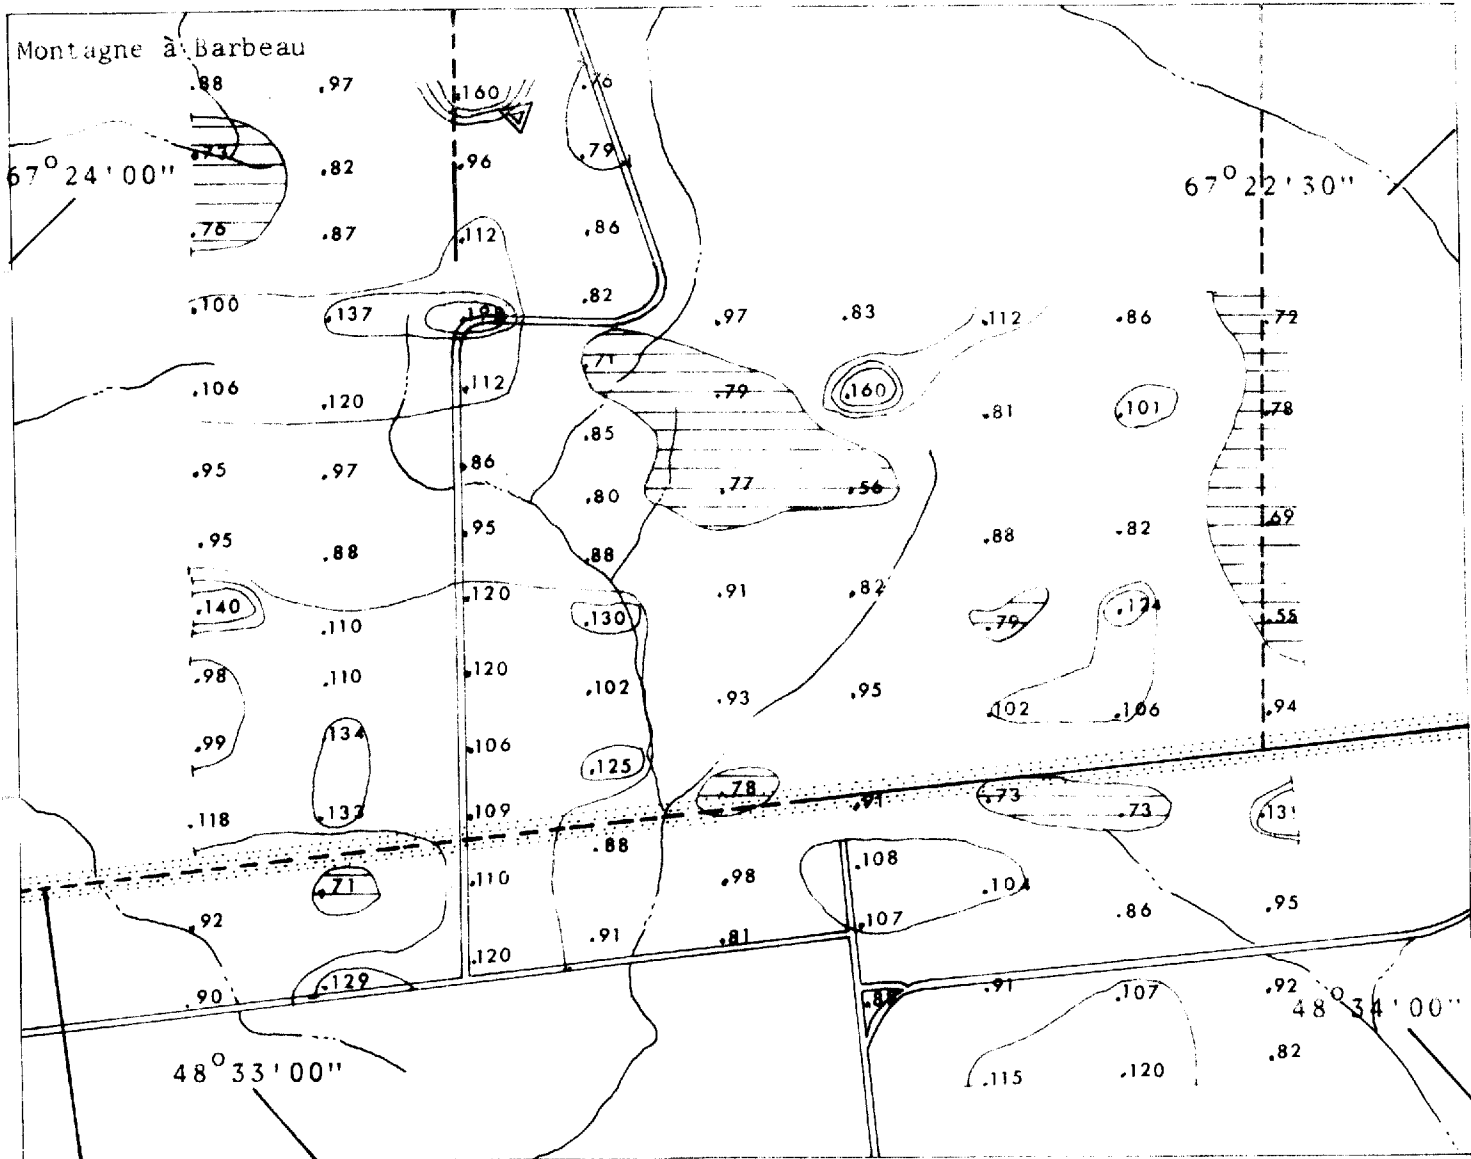 Montagne à Barbeau
.88 .97 .160 .76
.73 .82 .96 .79
67° 24'00" 67° 22'30"
.76 .87 .112 .86
.100 .137 .82 .97 .83 .112 .86 .72
.106 .120 .112 .71 .79 .160 .81 .101 .78
.95 .97 .86 .85 .77 .56
.95 .88 .95 .80 .88 .82 .69
.140 .110 .120 .88 .91 .82 .79 .124 .55
.130
.98 .110 .120 .102 .93 .95 .102 .106 .94
.99 .134 .106 .125 .78 .91 .73 .73
.118 .133 .109 .88
.71 .110 .98 .108 .104 .86 .95
.92 .120 .91 .81 .107
.90 .129 .91 .107 .92
48° 34'00"
48° 33'00" .115 .120 .82